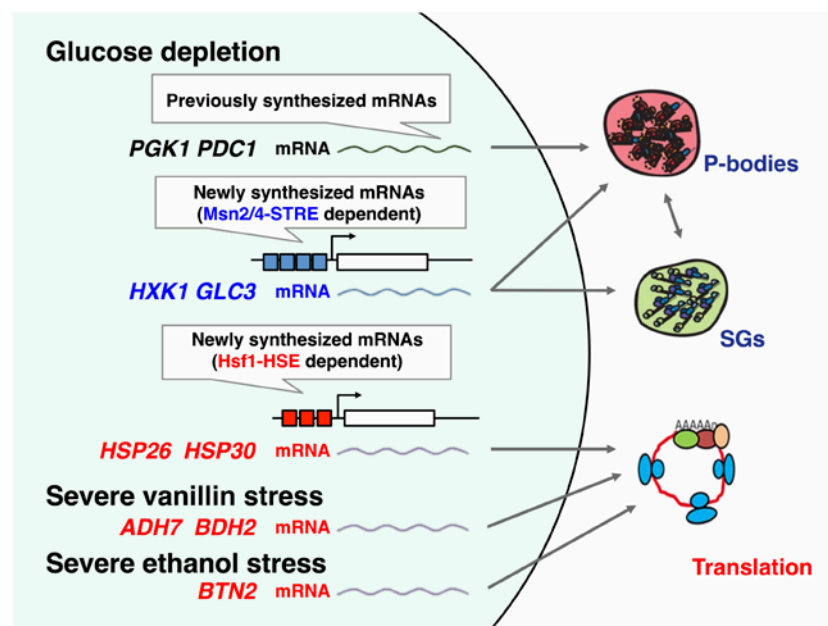 Glucose depletion
Previously synthesized mRNAs
PGK1 PDC1 mRNA
P-bodies
Newly synthesized mRNAs
(Msn2/4-STRE dependent)
HXK1 GLC3 mRNA
SGs
Newly synthesized mRNAs
(Hsf1-HSE dependent)
AAAAAn
HSP26 HSP30 mRNA
Severe vanillin stress
ADH7 BDH2 mRNA
Severe ethanol stress
Translation
BTN2 mRNA